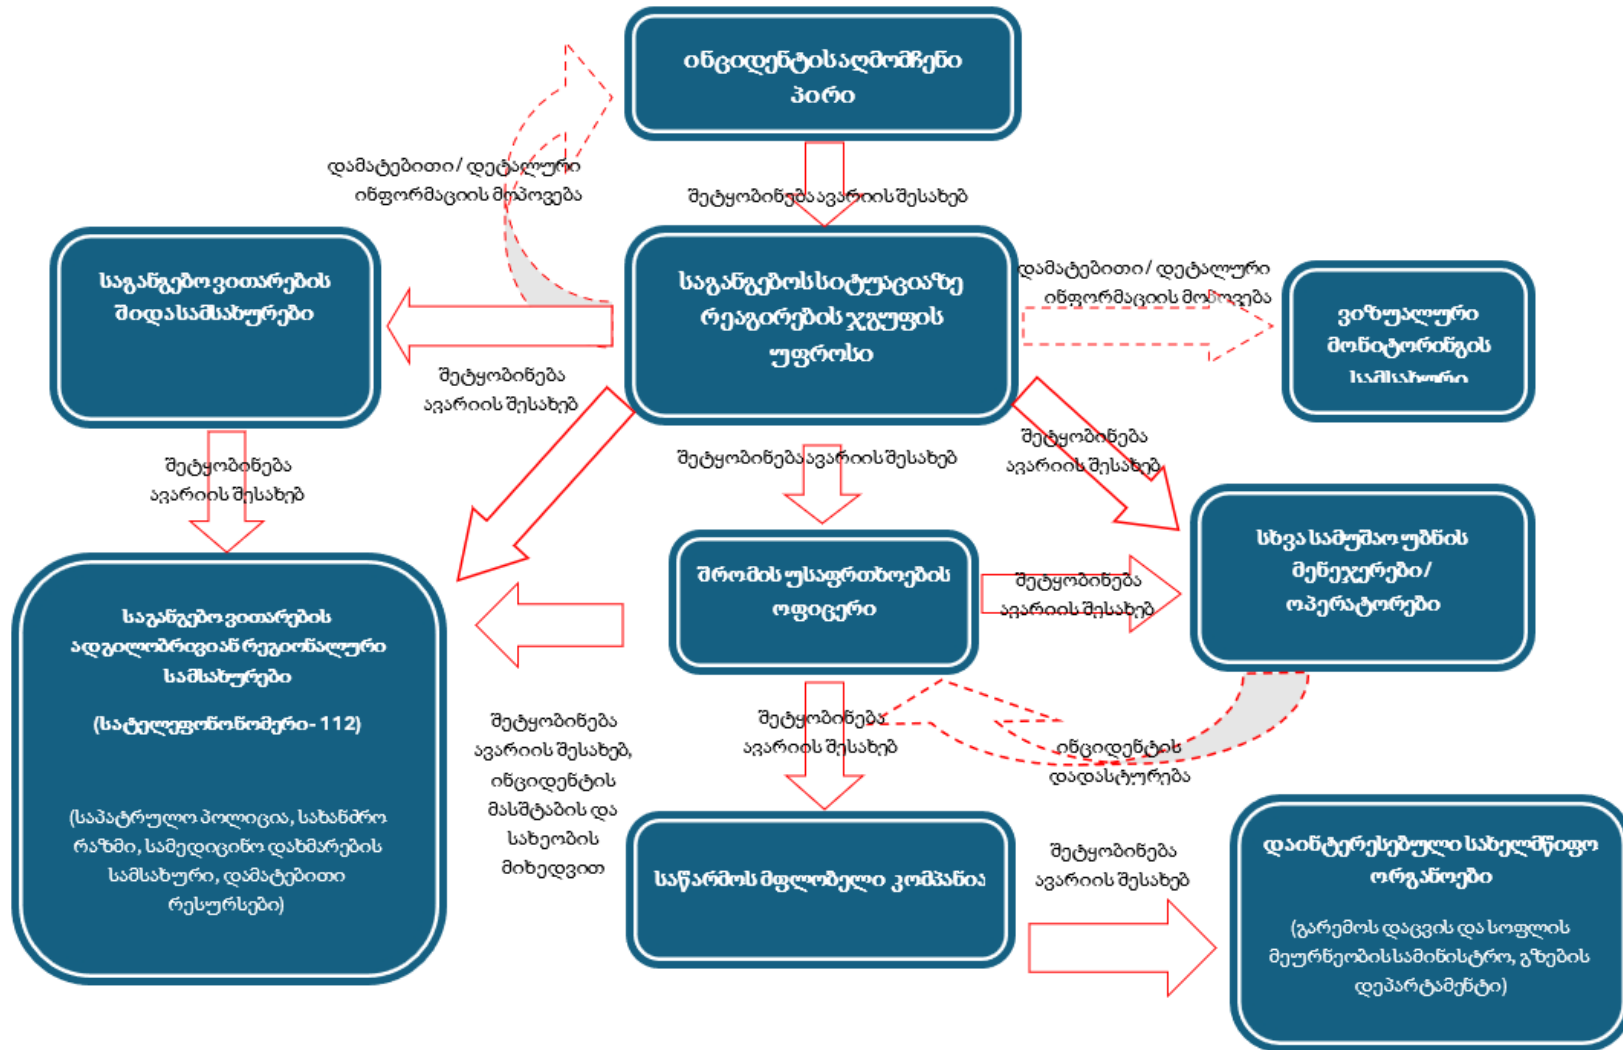 ინციდენტის აღმომჩენი
პირი
დამატებითი / დეტალური
ინფორმაციის მოპოვება
შეტყობინება ავარიის შესახებ
საგანგებო ვითარების
შიდა სამსახურები
საგანგებოს სიტუაციაზე
რეაგირების ჯგუფის
უფროსი
დამატებითი / დეტალური
ინფორმაციის მოპოვება
ვიზუალური
მონიტორინგის
სამსახური
შეტყობინება
ავარიის შესახებ
შეტყობინება
ავარიის შესახებ
შეტყობინება ავარიის შესახებ
შეტყობინება
ავარიის შესახებ
სხვა სამუშაო უბნის
მენეჯერები /
ოპერატორები
შრომის უსაფრთხოების
ოფიცერი
შეტყობინება
ავარიის შესახებ
საგანგებო ვითარების
ადგილობრივი ან რეგიონალური
სამსახურები
(სატელეფონო ნომერი - 112)
(საპატრულო პოლიცია, სახანძრო
რაზმი, სამედიცინო დახმარების
სამსახური, დამატებითი
რესურსები)
შეტყობინება
ავარიის შესახებ,
ინციდენტის
მასშტაბის და
სახეობის
მიხედვით
შეტყობინება
ავარიის შესახებ
ინციდენტის
დადასტურება
საწარმოს მფლობელი კომპანია
შეტყობინება
ავარიის შესახებ
დაინტერესებული სახელმწიფო
ორგანოები
(გარემოს დაცვის და სოფლის
მეურნეობის სამინისტრო, გზების
დეპარტამენტი)